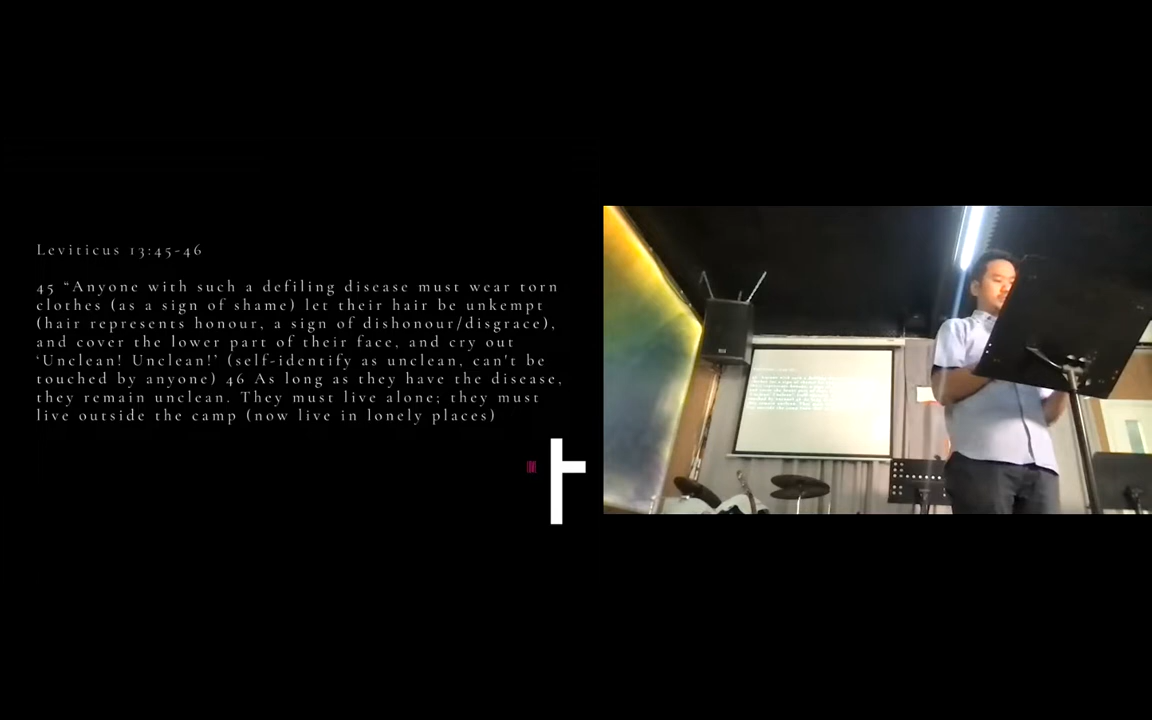 Leviticus 13:45-46
45 “Anyone with such a defiling disease must wear torn
clothes (as a sign of shame) let their hair be unkempt
(hair represents honour, a sign of dishonour/disgrace),
and cover the lower part of their face, and cry out
‘Unclean! Unclean!’ (self-identify as unclean, can't be
touched by anyone) 46 As long as they have the disease,
they remain unclean. They must live alone; they must
live outside the camp (now live in lonely places)